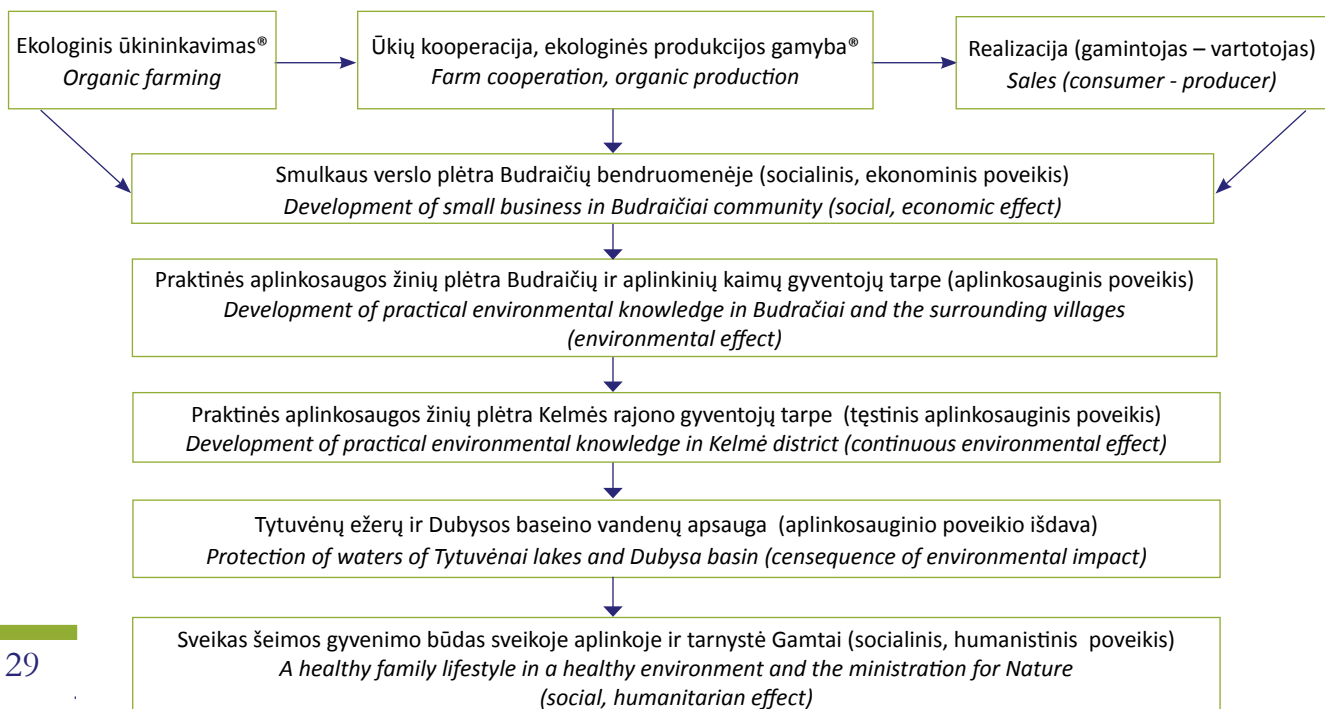 Ekologinis ūkininkavimas®
Organic farming
Ūkių kooperacija, ekologinės produkcijos gamyba®
Farm cooperation, organic production
Realizacija (gamintojas – vartotojas)
Sales (consumer - producer)
Smulkaus verslo plėtra Budraičių bendruomenėje (socialinis, ekonominis poveikis)
Development of small business in Budraičiai community (social, economic effect)
Praktinės aplinkosaugos žinių plėtra Budraičių ir aplinkinių kaimų gyventojų tarpe (aplinkosauginis poveikis)
Development of practical environmental knowledge in Budračiai and the surrounding villages
(environmental effect)
Praktinės aplinkosaugos žinių plėtra Kelmės rajono gyventojų tarpe (tęstinis aplinkosauginis poveikis)
Development of practical environmental knowledge in Kelmė district (continuous environmental effect)
Tytuvėnų ežerų ir Dubysos baseino vandenų apsauga (aplinkosauginio poveikio išdava)
Protection of waters of Tytuvėnai lakes and Dubysa basin (censequence of environmental impact)
Sveikas šeimos gyvenimo būdas sveikoje aplinkoje ir tarnystė Gamtai (socialinis, humanistinis poveikis)
A healthy family lifestyle in a healthy environment and the ministration for Nature
(social, humanitarian effect)
29